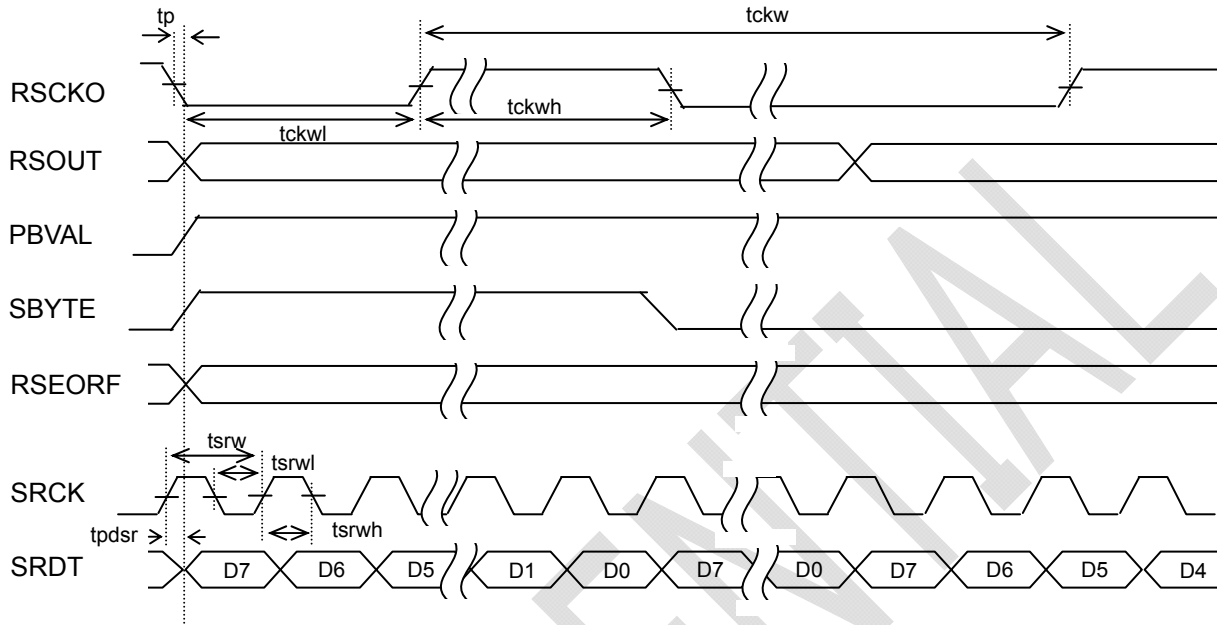 tp
tckw
RSCKO
tckwl
tckwh
RSOUT
PBVAL
SBYTE
RSEORF
tsrw
tsrwl
SRCK
tpdsr
tsrwh
SRDT
D7 D6 D5 D1 D0 D7 D0 D7 D6 D5 D4
ENTIAL